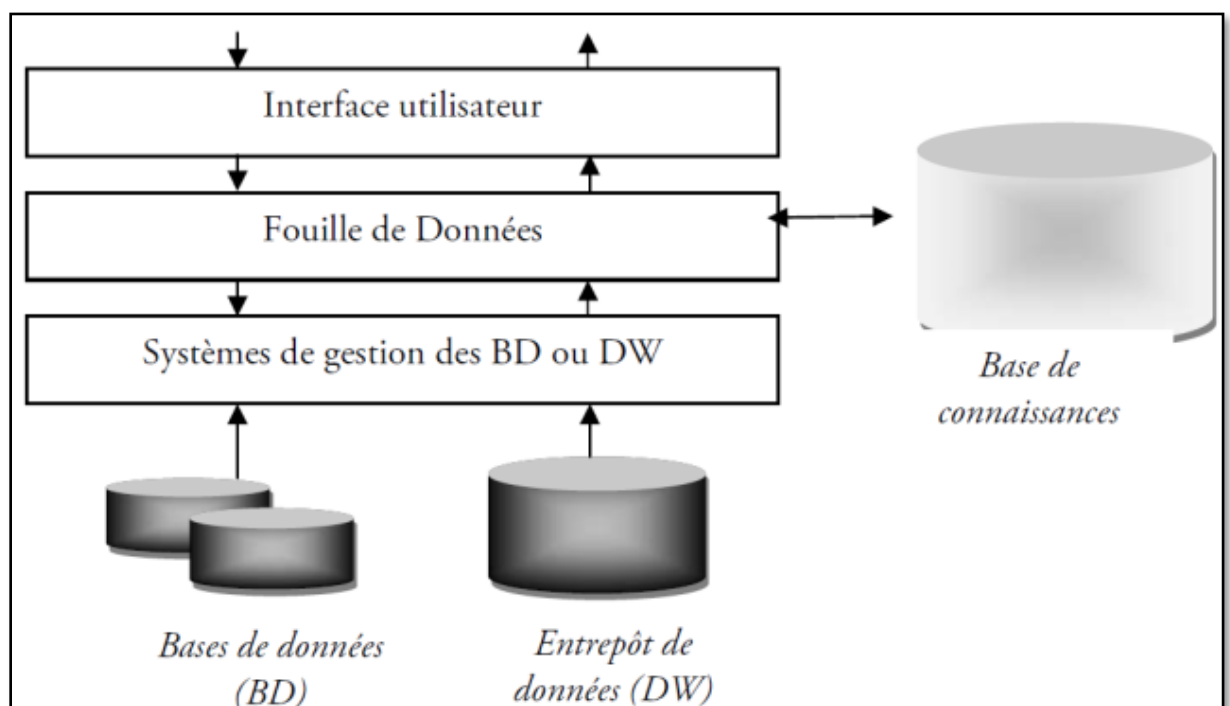 Interface utilisateur
Fouille de Données
Systèmes de gestion des BD ou DW
Base de
connaissances
Bases de données
(BD)
Entrepôt de
données (DW)